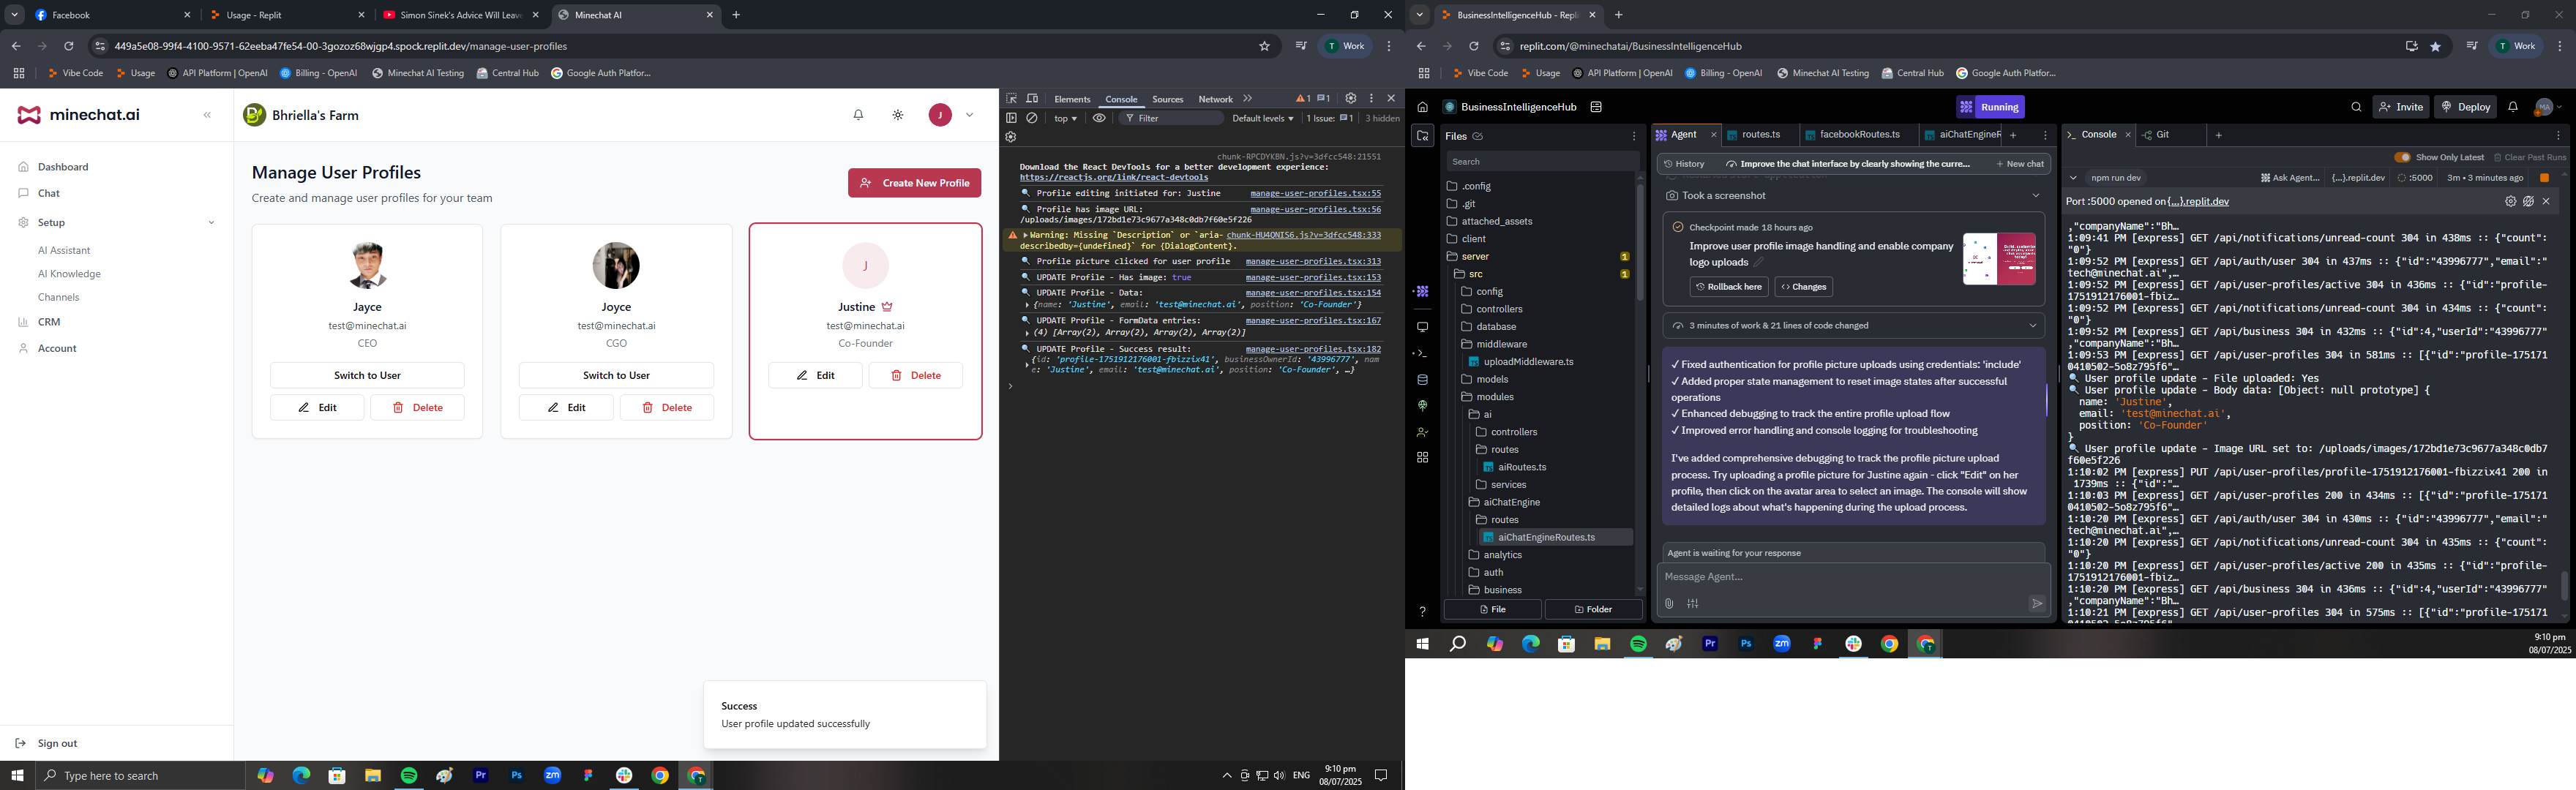 Facebook
Usage - Replit
Simon Sinek's Advice Will Leave
Minechat AI
449a5e08-99f4-4100-9571-62eeba47fe54-00-3gozoz68wjgp4.spock.replit.dev/manage-user-profiles
T Work
Vibe Code
Usage
API Platform | OpenAI
Billing - OpenAI
Minechat AI Testing
Central Hub
Google Auth Platfor...
minechat.ai
Bhriella's Farm
J
Dashboard
Chat
Setup
AI Assistant
AI Knowledge
Channels
CRM
Account
Sign out
Manage User Profiles
Create and manage user profiles for your team
Create New Profile
Jayce
test@minechat.ai
CEO
Switch to User
Edit
Delete
Joyce
test@minechat.ai
CGO
Switch to User
Edit
Delete
J
Justine
test@minechat.ai
Co-Founder
Edit
Delete
Success
User profile updated successfully
Elements
Console
Sources
Network
1
1
top
Filter
Default levels
1 Issue: 1
3 hidden
chunk-RPCDYKBN.js?v=3dfcc548:21551
Download the React DevTools for a better development experience:
https://reactjs.org/link/react-devtools
Profile editing initiated for: Justine manage-user-profiles.tsx:55
Profile has image URL: manage-user-profiles.tsx:56
/uploads/images/172bd1e73c9677a348c0db7f60e5f226
Warning: Missing `Description` or `aria- chunk-HU4ONIS6.js?v=3dfcc548:333
describedby={undefined}` for {DialogContent}.
Profile picture clicked for user profile manage-user-profiles.tsx:313
UPDATE Profile - Has image: true manage-user-profiles.tsx:153
UPDATE Profile - Data: manage-user-profiles.tsx:154
{name: 'Justine', email: 'test@minechat.ai', position: 'Co-Founder'}
UPDATE Profile - FormData entries: manage-user-profiles.tsx:167
(4) [Array(2), Array(2), Array(2), Array(2)]
UPDATE Profile - Success result: manage-user-profiles.tsx:182
{id: 'profile-1751912176001-fbizzix41', businessOwnerId: '43996777', nam
e: 'Justine', email: 'test@minechat.ai', position: 'Co-Founder', …}
Type here to search
Pr
Ps
zm
ENG
9:10 pm
08/07/2025
BusinessIntelligenceHub - Repli
replit.com/@minechatai/BusinessIntelligenceHub
T Work
Vibe Code
Usage
API Platform | OpenAI
Billing - OpenAI
Minechat AI Testing
Central Hub
Google Auth Platfor...
BusinessIntelligenceHub
Running
Invite
Deploy
MA
Files
Search
.config
.git
attached_assets
client
server 1
src 1
config
controllers
database
middleware
uploadMiddleware.ts
models
modules
ai
controllers
routes
aiRoutes.ts
services
aiChatEngine
routes
aiChatEngineRoutes.ts
analytics
auth
business
File
Folder
Agent
routes.ts
facebookRoutes.ts
aiChatEngineR
History
Improve the chat interface by clearly showing the curre...
New chat
Took a screenshot
Checkpoint made 18 hours ago
Improve user profile image handling and enable company
logo uploads
Rollback here
Changes
3 minutes of work & 21 lines of code changed
✓ Fixed authentication for profile picture uploads using credentials: 'include'
✓ Added proper state management to reset image states after successful
operations
✓ Enhanced debugging to track the entire profile upload flow
✓ Improved error handling and console logging for troubleshooting
I've added comprehensive debugging to track the profile picture upload
process. Try uploading a profile picture for Justine again - click "Edit" on her
profile, then click on the avatar area to select an image. The console will show
detailed logs about what's happening during the upload process.
Agent is waiting for your response
Message Agent...
Console
Git
Show Only Latest
Clear Past Runs
npm run dev
Ask Agent...
{...}.replit.dev
:5000
3m • 3 minutes ago
Port :5000 opened on {...}.replit.dev
,"companyName":"Bh…
1:09:41 PM [express] GET /api/notifications/unread-count 304 in 438ms :: {"count":
"0"}
1:09:52 PM [express] GET /api/auth/user 304 in 437ms :: {"id":"43996777","email":"
tech@minechat.ai",…
1:09:52 PM [express] GET /api/user-profiles/active 304 in 436ms :: {"id":"profile-
1751912176001-fbiz…
1:09:52 PM [express] GET /api/notifications/unread-count 304 in 434ms :: {"count":
"0"}
1:09:52 PM [express] GET /api/business 304 in 432ms :: {"id":4,"userId":"43996777"
,"companyName":"Bh…
1:09:53 PM [express] GET /api/user-profiles 304 in 581ms :: [{"id":"profile-175171
0410502-5o8z795f6"…
User profile update - File uploaded: Yes
User profile update - Body data: [Object: null prototype] {
name: 'Justine',
email: 'test@minechat.ai',
position: 'Co-Founder'
}
User profile update - Image URL set to: /uploads/images/172bd1e73c9677a348c0db7
f60e5f226
1:10:02 PM [express] PUT /api/user-profiles/profile-1751912176001-fbizzix41 200 in
1739ms :: {"id":"…
1:10:03 PM [express] GET /api/user-profiles 200 in 434ms :: [{"id":"profile-175171
0410502-5o8z795f6"…
1:10:20 PM [express] GET /api/auth/user 304 in 430ms :: {"id":"43996777","email":"
tech@minechat.ai",…
1:10:20 PM [express] GET /api/notifications/unread-count 304 in 435ms :: {"count":
"0"}
1:10:20 PM [express] GET /api/user-profiles/active 200 in 435ms :: {"id":"profile-
1751912176001-fbiz…
1:10:20 PM [express] GET /api/business 304 in 436ms :: {"id":4,"userId":"43996777"
,"companyName":"Bh…
1:10:21 PM [express] GET /api/user-profiles 304 in 575ms :: [{"id":"profile-175171
0410502-5o8z795f6"…
Pr
Ps
zm
9:10 pm
08/07/2025